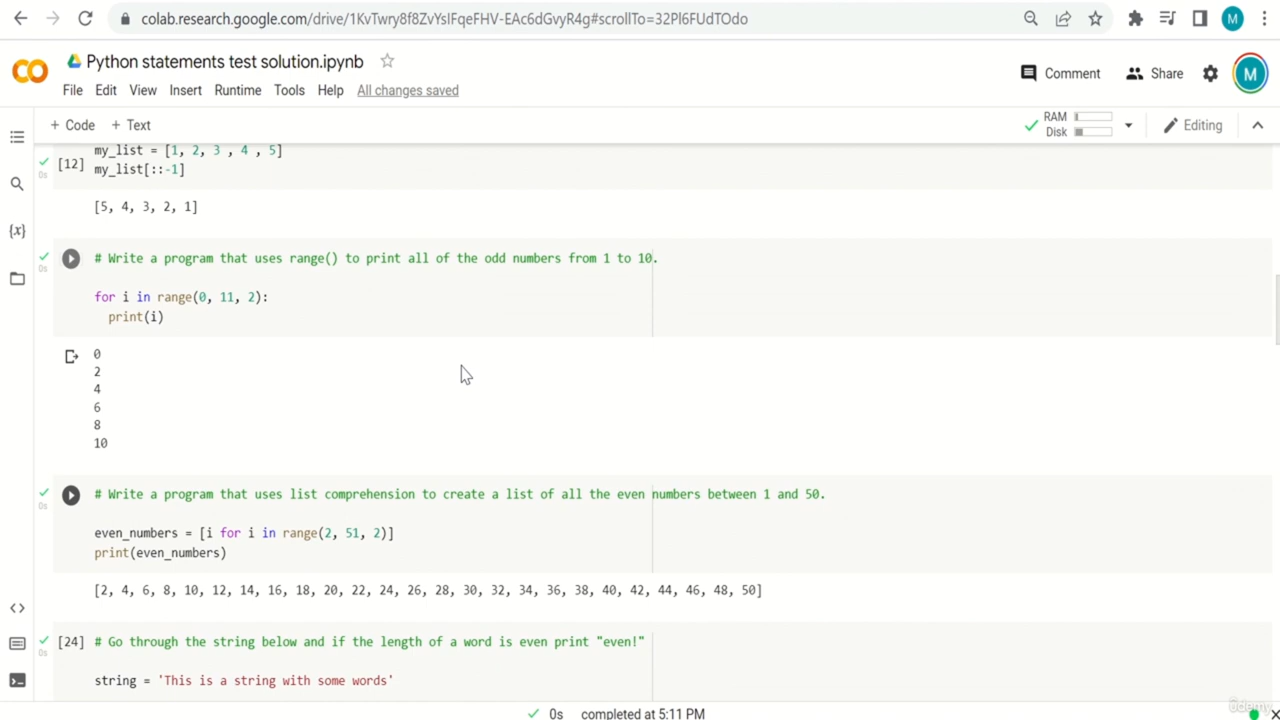 colab.research.google.com/drive/1KvTwry8f8ZvYsIFqeFHV-EAc6dGvyR4g#scrollTo=32Pl6FUdTOdo
M
CO
Python statements test solution.ipynb
Comment
Share
M
File Edit View Insert Runtime Tools Help All changes saved
+ Code + Text
RAM
Disk
Editing
[12]
my_list = [1, 2, 3 , 4 , 5]
my_list[::-1]
0s
[5, 4, 3, 2, 1]
{x}
# Write a program that uses range() to print all of the odd numbers from 1 to 10.
0s
for i in range(0, 11, 2):
print(i)
0
2
4
6
8
10
# Write a program that uses list comprehension to create a list of all the even numbers between 1 and 50.
0s
even_numbers = [i for i in range(2, 51, 2)]
print(even_numbers)
[2, 4, 6, 8, 10, 12, 14, 16, 18, 20, 22, 24, 26, 28, 30, 32, 34, 36, 38, 40, 42, 44, 46, 48, 50]
[24] # Go through the string below and if the length of a word is even print "even!"
0s
string = 'This is a string with some words'
0s completed at 5:11 PM
ûdemy